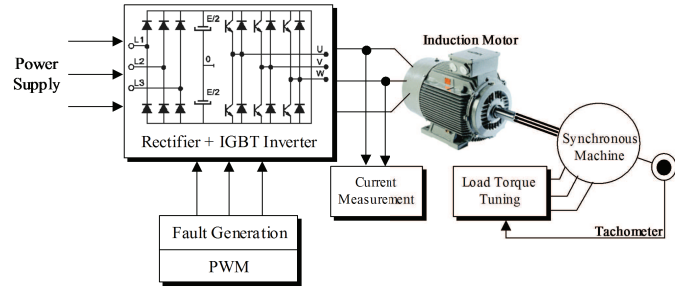 Power
Supply
L1
L2
L3
E/2
0
E/2
U
V
W
Rectifier + IGBT Inverter
Induction Motor
Synchronous
Machine
Current
Measurement
Load Torque
Tuning
Tachometer
Fault Generation
PWM